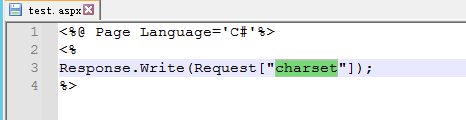 test.aspx
1 <%@ Page Language='C#'%>
2 <%
3 Response.Write(Request["charset"]);
4 %>